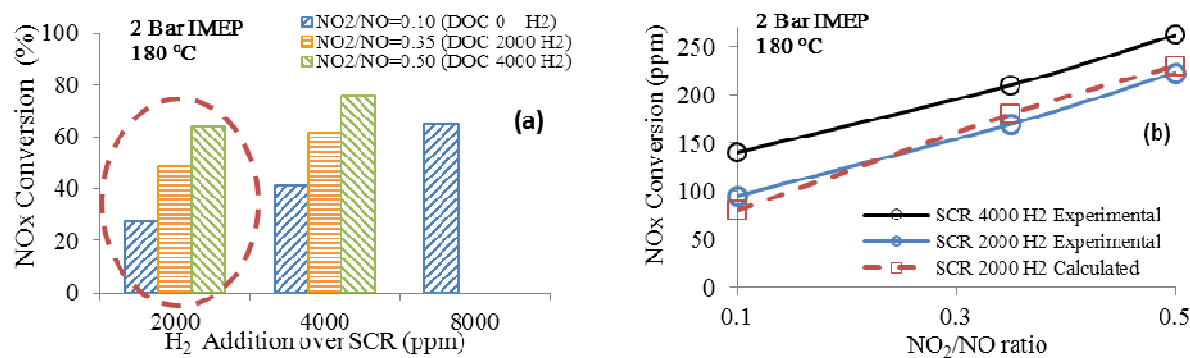 2 Bar IMEP
180 °C
NO2/NO=0.10 (DOC 0 H2)
NO2/NO=0.35 (DOC 2000 H2)
NO2/NO=0.50 (DOC 4000 H2)
(a)
NOx Conversion (%)
100
80
60
40
20
0
2000 4000 8000
H2 Addition over SCR (ppm)
2 Bar IMEP
180 °C
(b)
NOx Conversion (ppm)
250
200
150
100
50
0
SCR 4000 H2 Experimental
SCR 2000 H2 Experimental
SCR 2000 H2 Calculated
0.1 0.3 0.5
NO2/NO ratio